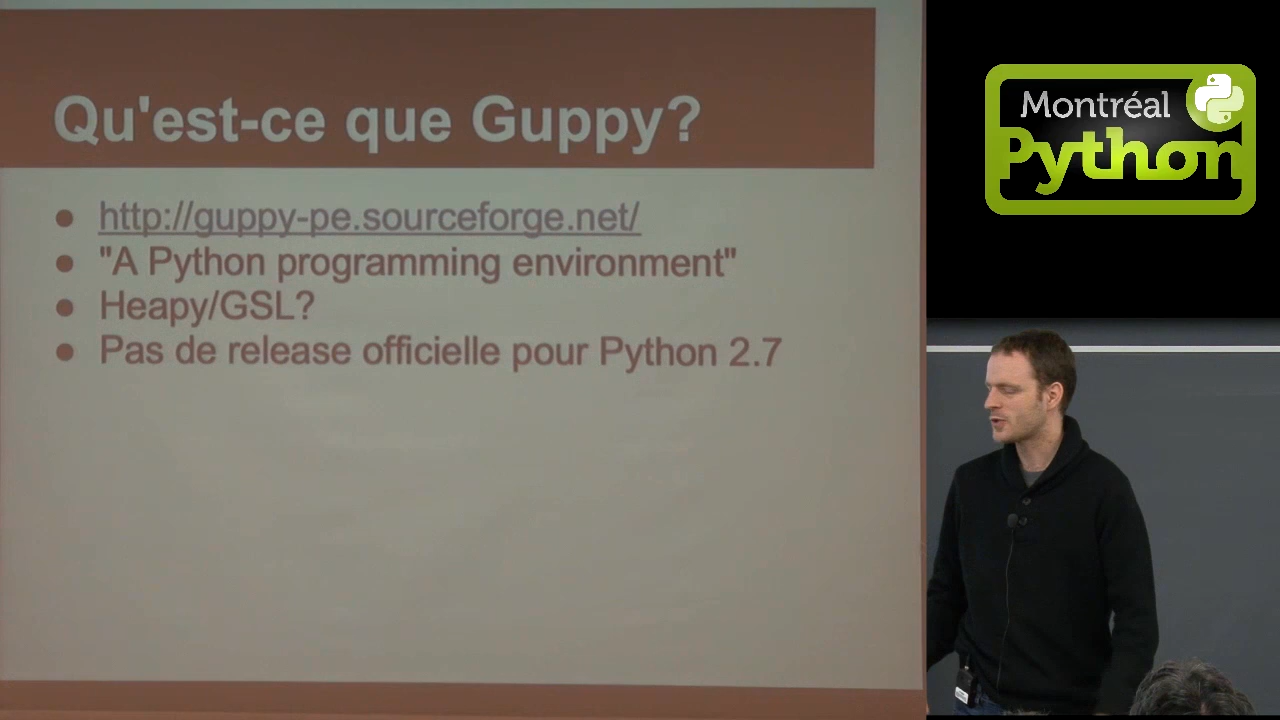 Qu'est-ce que Guppy?
http://guppy-pe.sourceforge.net/
"A Python programming environment"
Heapy/GSL?
Pas de release officielle pour Python 2.7
Montréal
Python